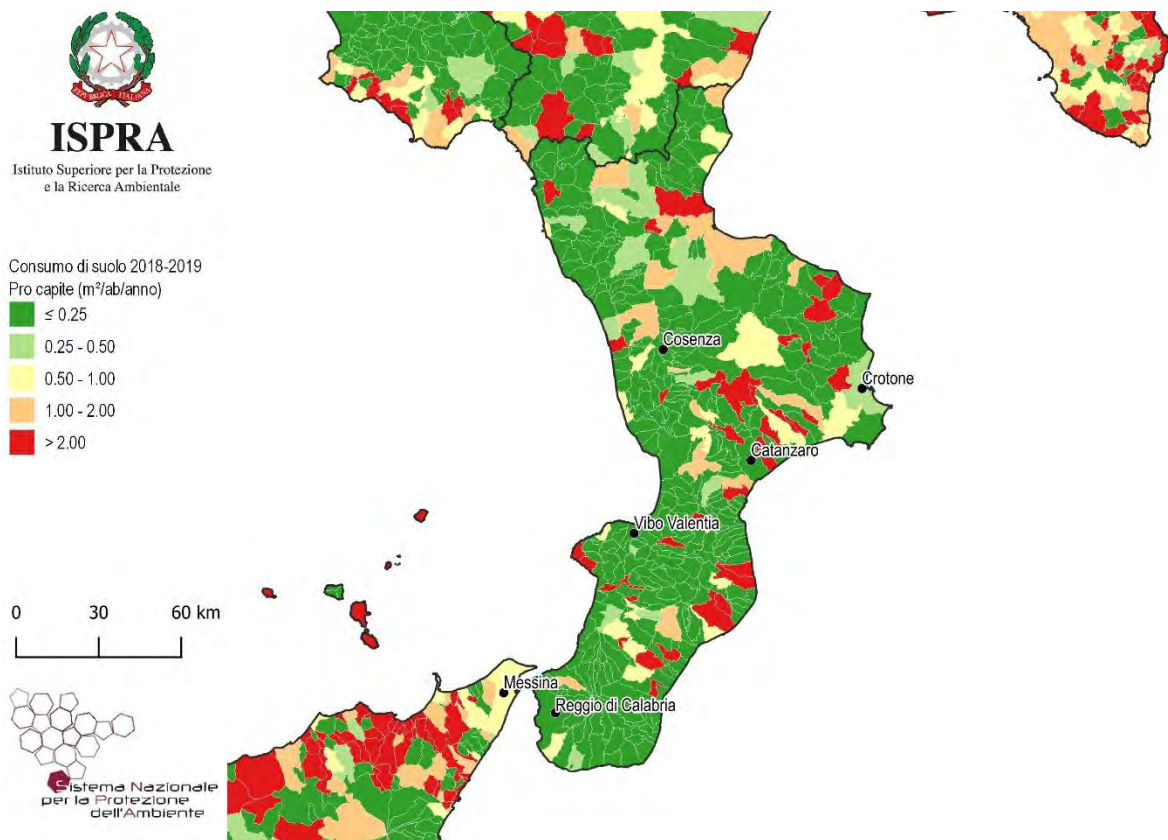 REPVBBLICA ITALIANA
ISPRA
Istituto Superiore per la Protezione
e la Ricerca Ambientale
Consumo di suolo 2018-2019
Pro capite (m²/ab/anno)
≤ 0.25
0.25 - 0.50
0.50 - 1.00
1.00 - 2.00
> 2.00
Cosenza
Crotone
Catanzaro
Vibo Valentia
0 30 60 km
Messina
Reggio di Calabria
Sistema Nazionale
per la Protezione
dell'Ambiente